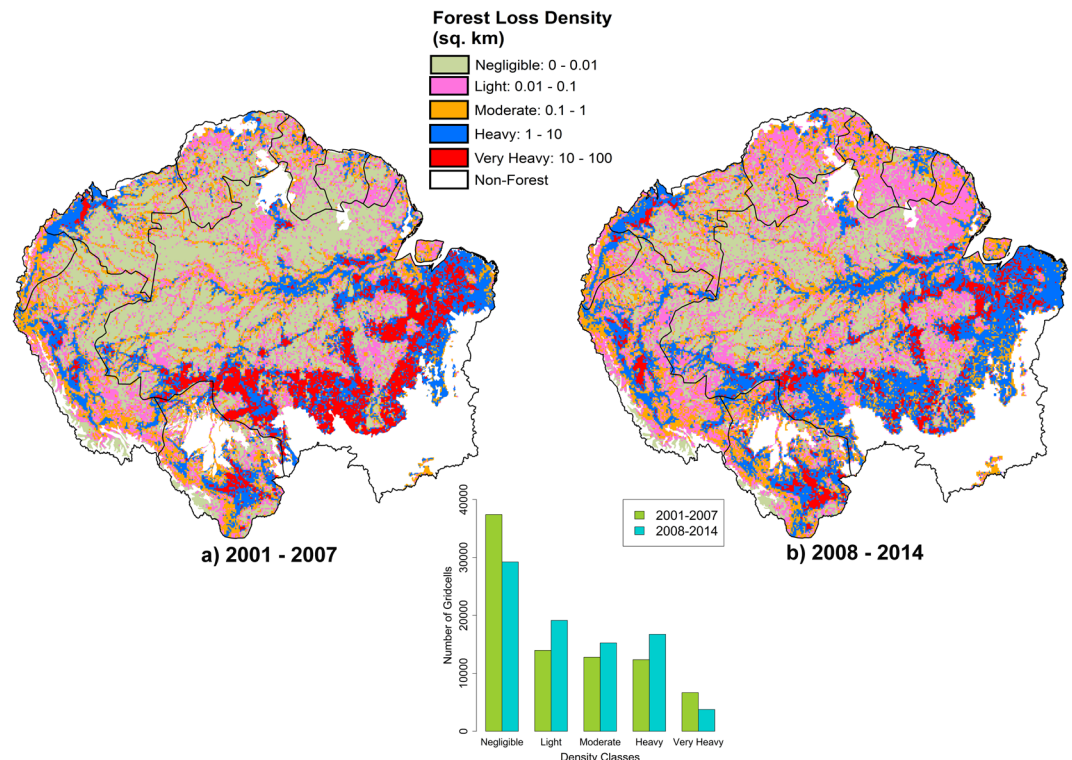 Forest Loss Density
(sq. km)
Negligible: 0 - 0.01
Light: 0.01 - 0.1
Moderate: 0.1 - 1
Heavy: 1 - 10
Very Heavy: 10 - 100
Non-Forest
a) 2001 - 2007
b) 2008 - 2014
2001-2007
2008-2014
Number of Gridcells
40000
30000
20000
10000
0
Negligible Light Moderate Heavy Very Heavy
Density Classes